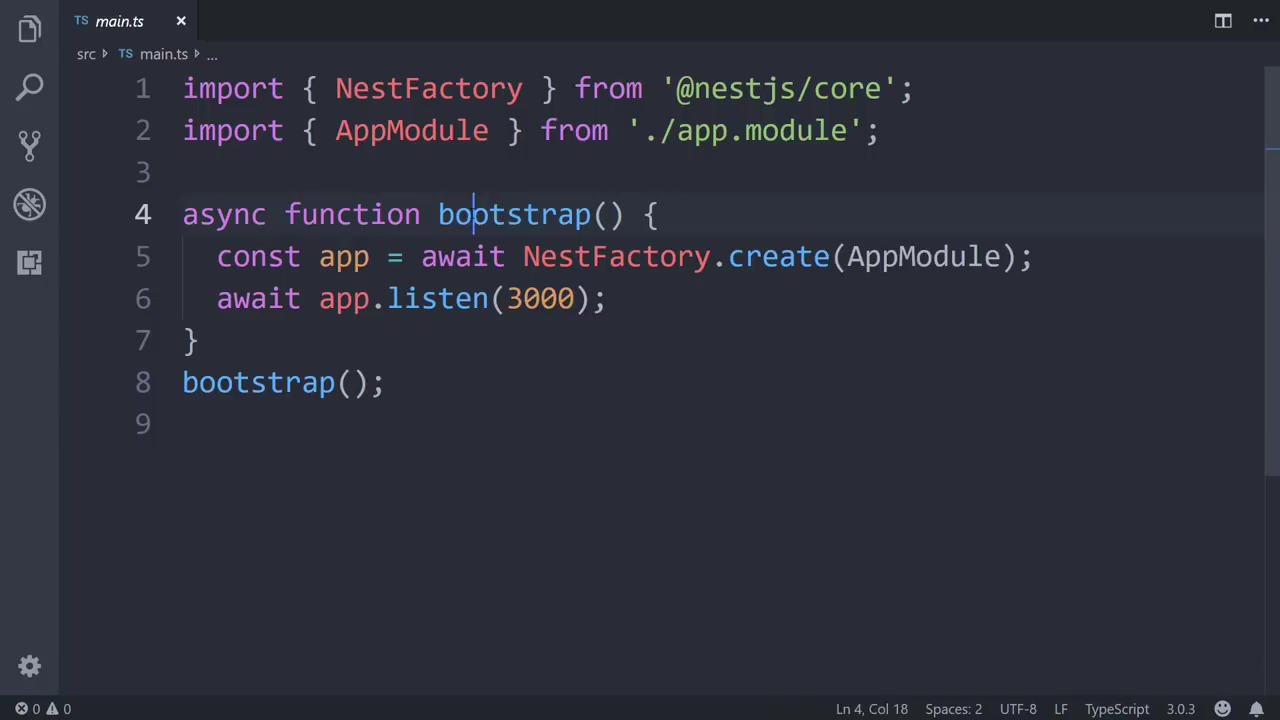 TS main.ts ×
src TS main.ts ...
1 import { NestFactory } from '@nestjs/core';
2 import { AppModule } from './app.module';
3
4 async function bootstrap() {
5 const app = await NestFactory.create(AppModule);
6 await app.listen(3000);
7 }
8 bootstrap();
9
0 0 Ln 4, Col 18 Spaces: 2 UTF-8 LF TypeScript 3.0.3